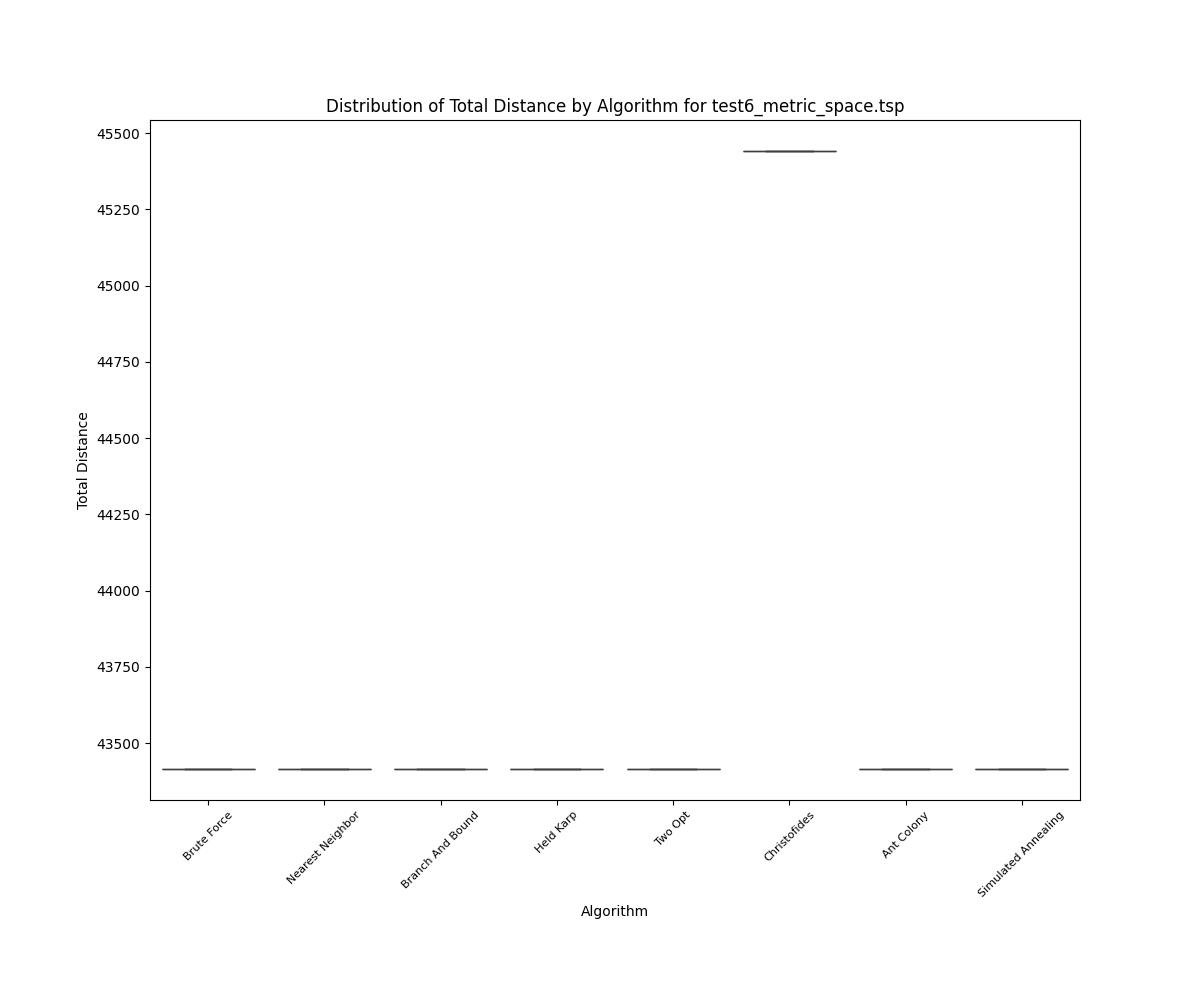 Distribution of Total Distance by Algorithm for test6_metric_space.tsp
45500
45250
45000
44750
44500
44250
44000
43750
43500
Total Distance
Brute Force
Nearest Neighbor
Branch And Bound
Held Karp
Two Opt
Christofides
Ant Colony
Simulated Annealing
Algorithm